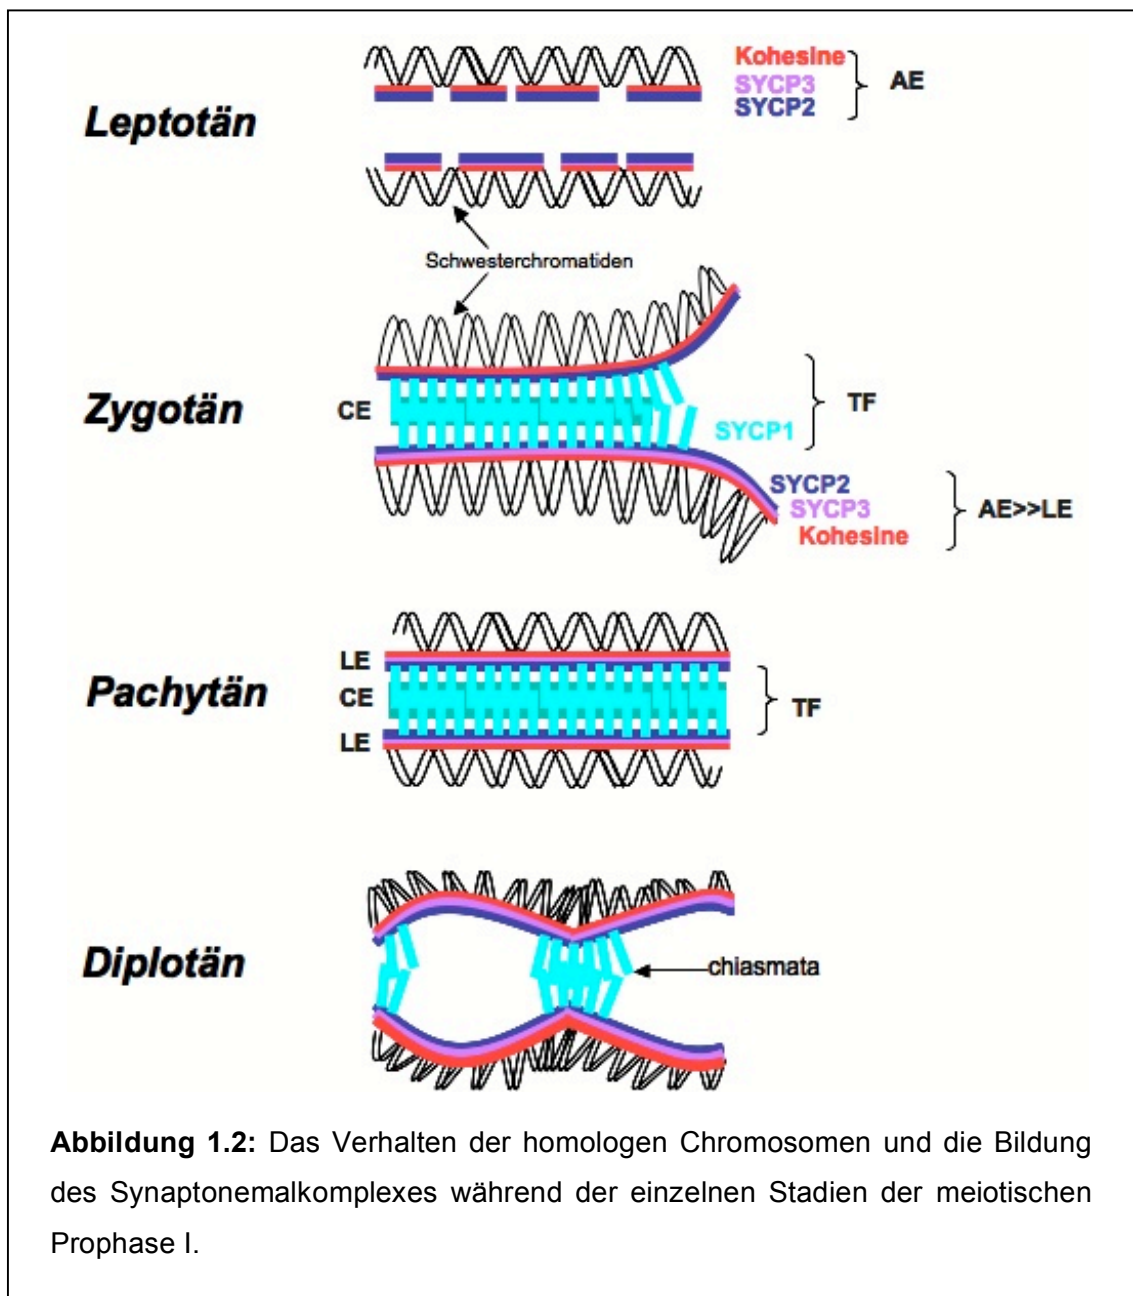 Kohesine
SYCP3
SYCP2
AE
Leptotän
Schwesterchromatiden
Zygotän
CE
TF
SYCP1
SYCP2
SYCP3
Kohesine
AE>>LE
Pachytän
LE
CE
LE
TF
Diplotän
chiasmata
Abbildung 1.2: Das Verhalten der homologen Chromosomen und die Bildung
des Synaptonemalkomplexes während der einzelnen Stadien der meiotischen
Prophase I.